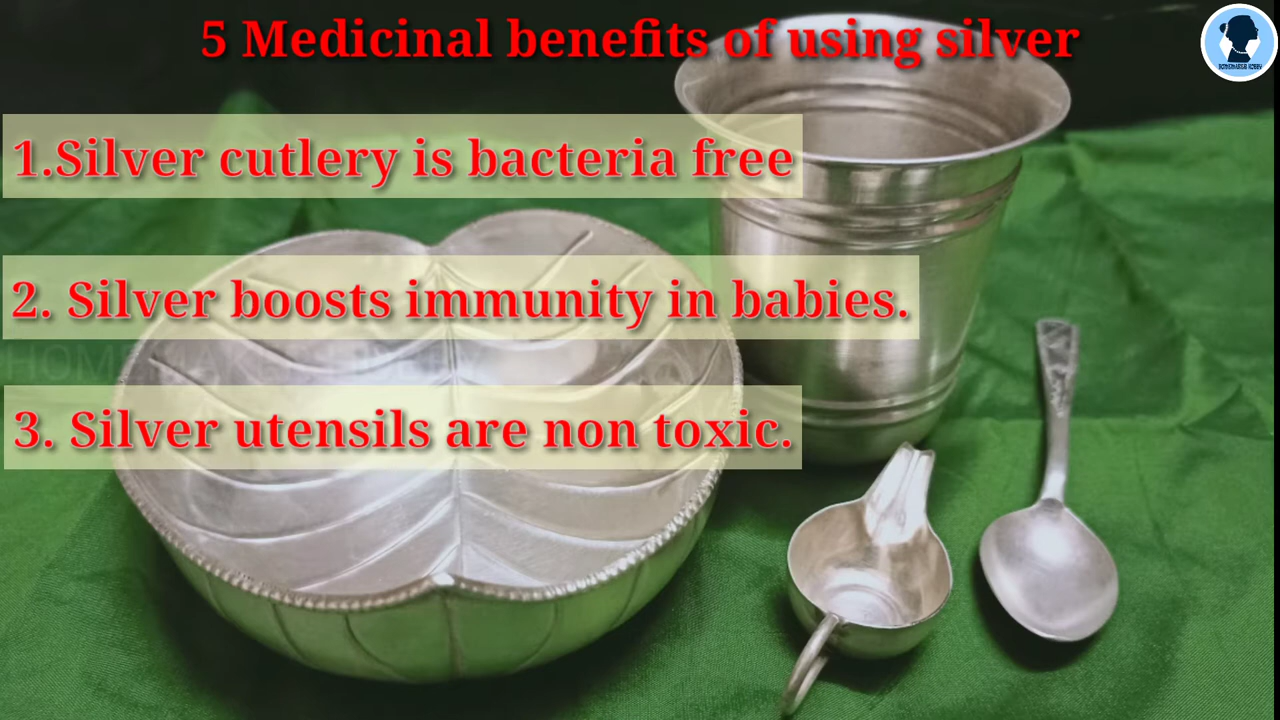 5 Medicinal benefits of using silver
1.Silver cutlery is bacteria free
2. Silver boosts immunity in babies.
3. Silver utensils are non toxic.